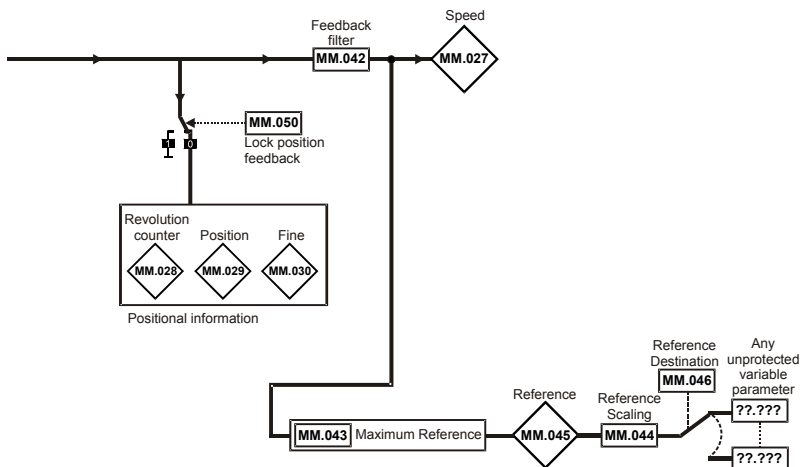 Speed
Feedback
filter
MM.042
MM.027
MM.050
Lock position
feedback
1 0
Revolution
counter
Position
Fine
MM.028
MM.029
MM.030
Positional information
Reference
Destination
Any
unprotected
variable
parameter
MM.046
Reference
Reference
Scaling
??.???
MM.043 Maximum Reference
MM.045
MM.044
??.???